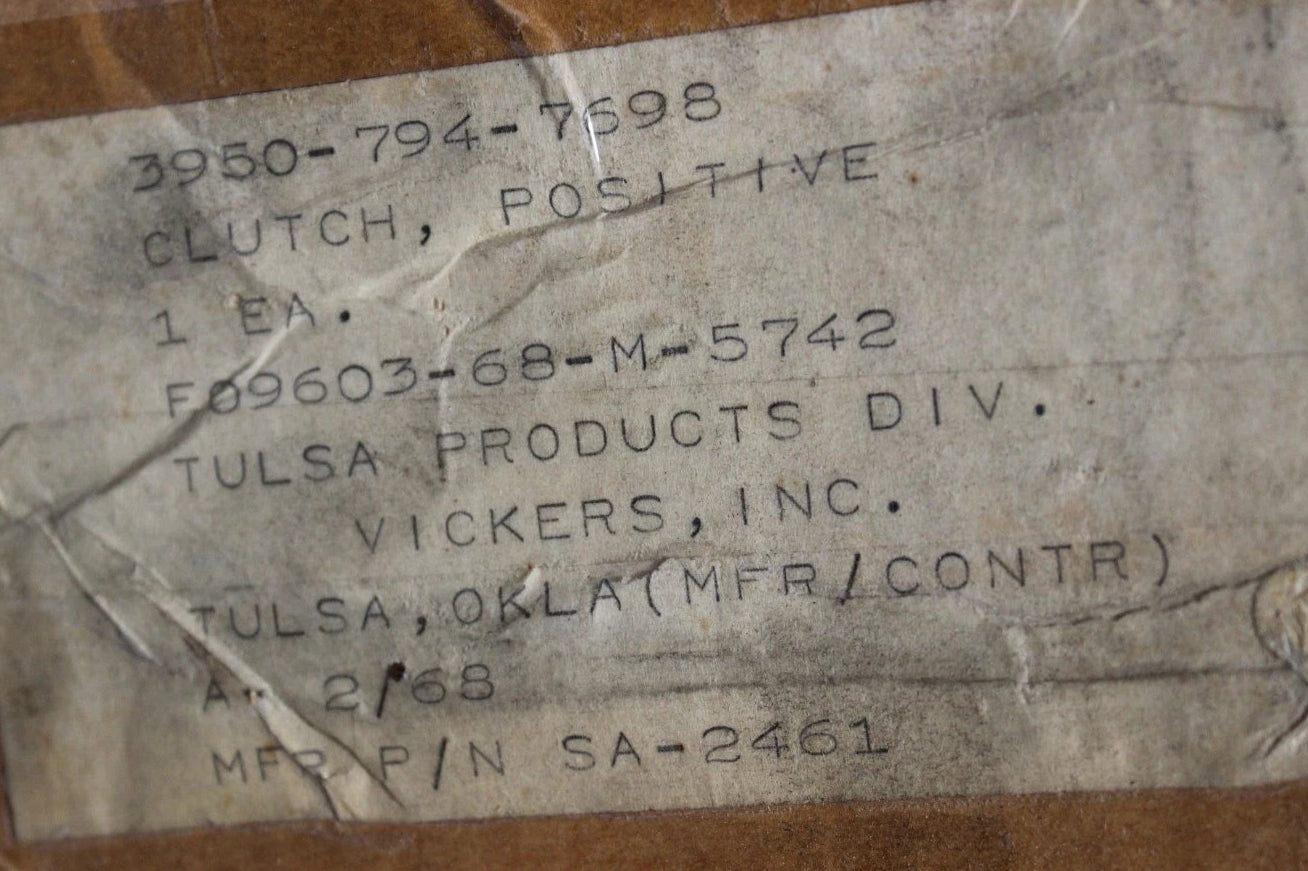 3950-794-7698
CLUTCH, POSITIVE
1 EA.
F09603-68-M-5742
TULSA PRODUCTS DIV.
VICKERS, INC.
TULSA, OKLA(MFR/CONTR)
A. 2/68
MFR P/N SA-2461